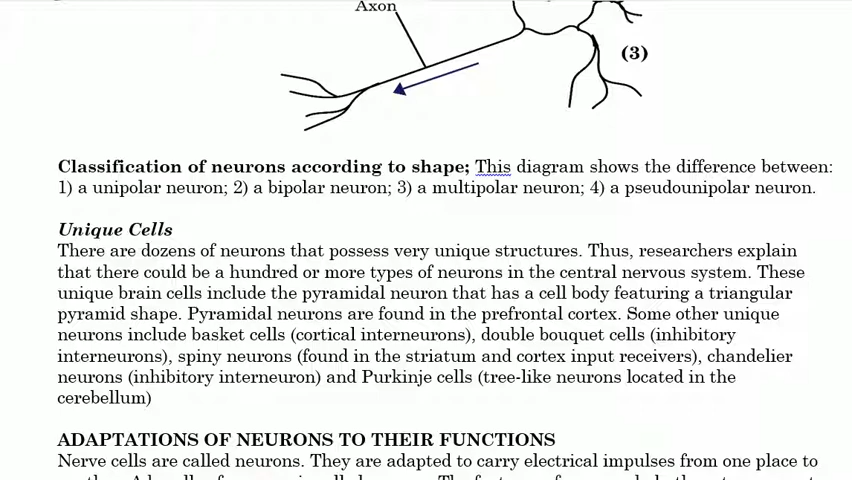 Axon
(3)
Classification of neurons according to shape; This diagram shows the difference between:
1) a unipolar neuron; 2) a bipolar neuron; 3) a multipolar neuron; 4) a pseudounipolar neuron.
Unique Cells
There are dozens of neurons that possess very unique structures. Thus, researchers explain
that there could be a hundred or more types of neurons in the central nervous system. These
unique brain cells include the pyramidal neuron that has a cell body featuring a triangular
pyramid shape. Pyramidal neurons are found in the prefrontal cortex. Some other unique
neurons include basket cells (cortical interneurons), double bouquet cells (inhibitory
interneurons), spiny neurons (found in the striatum and cortex input receivers), chandelier
neurons (inhibitory interneuron) and Purkinje cells (tree-like neurons located in the
cerebellum)
ADAPTATIONS OF NEURONS TO THEIR FUNCTIONS
Nerve cells are called neurons. They are adapted to carry electrical impulses from one place to